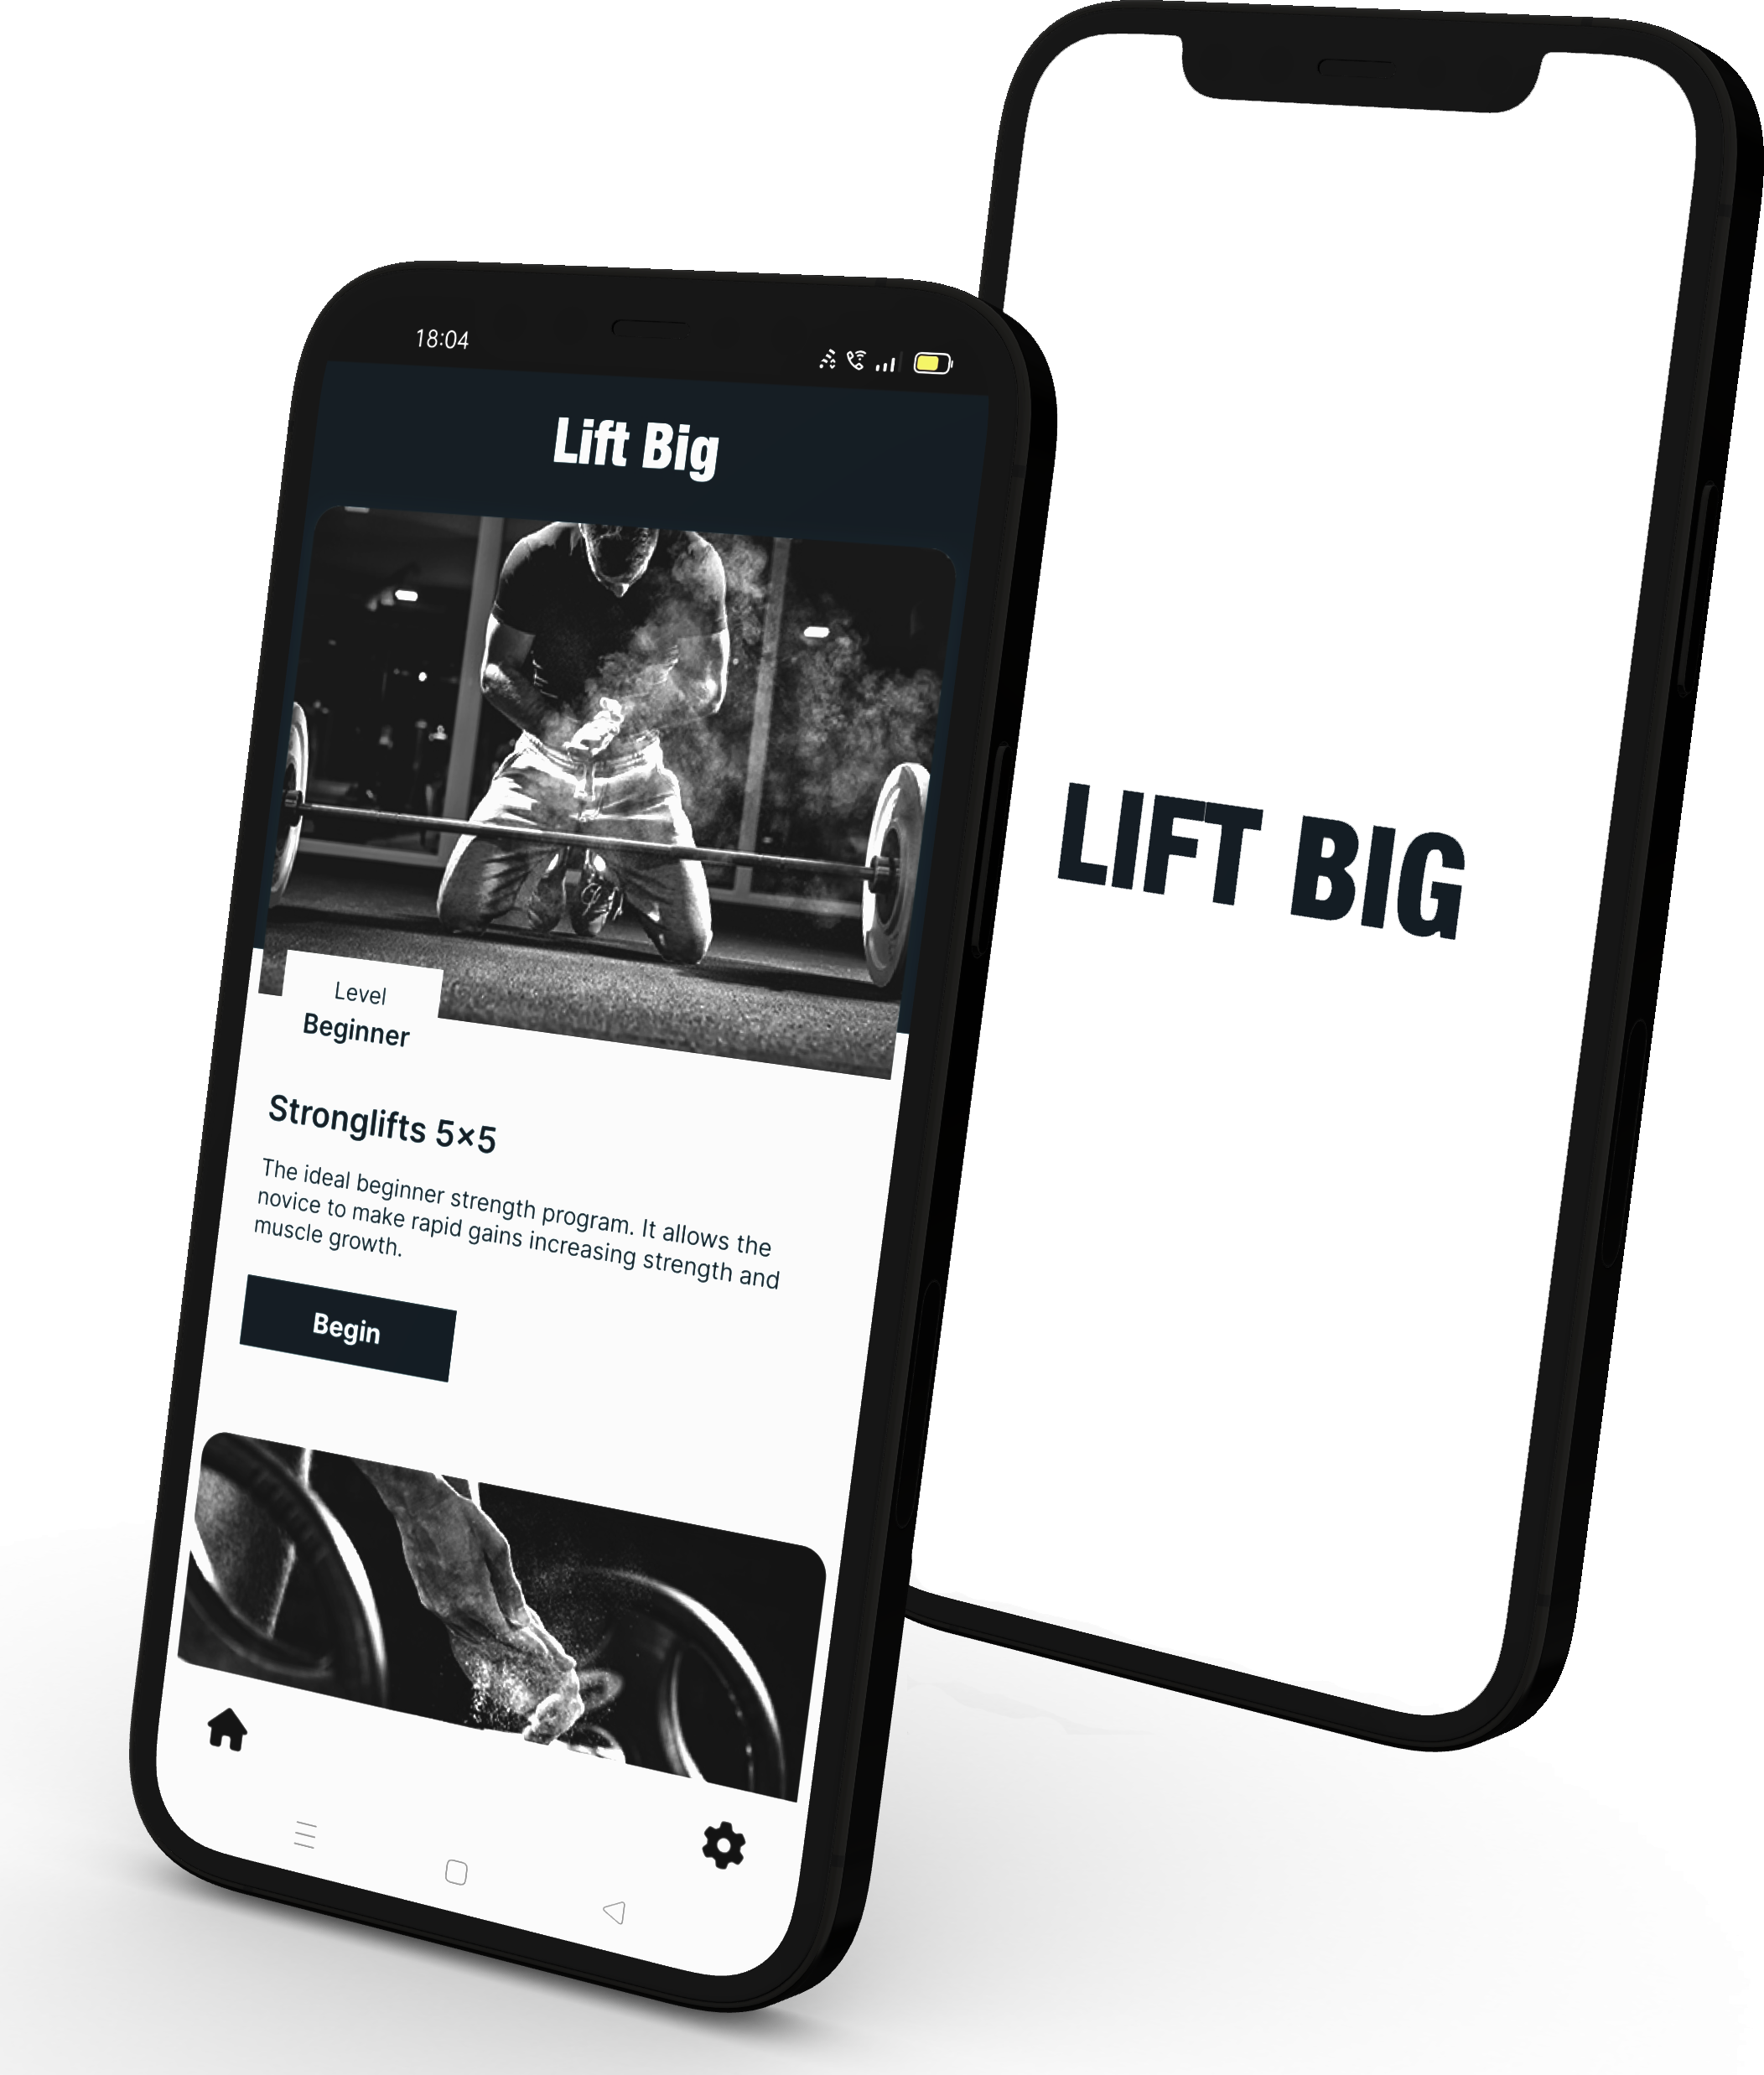 18:04
Lift Big
Level
Beginner
Stronglifts 5×5
The ideal beginner strength program. It allows the
novice to make rapid gains increasing strength and
muscle growth.
Begin
LIFT BIG